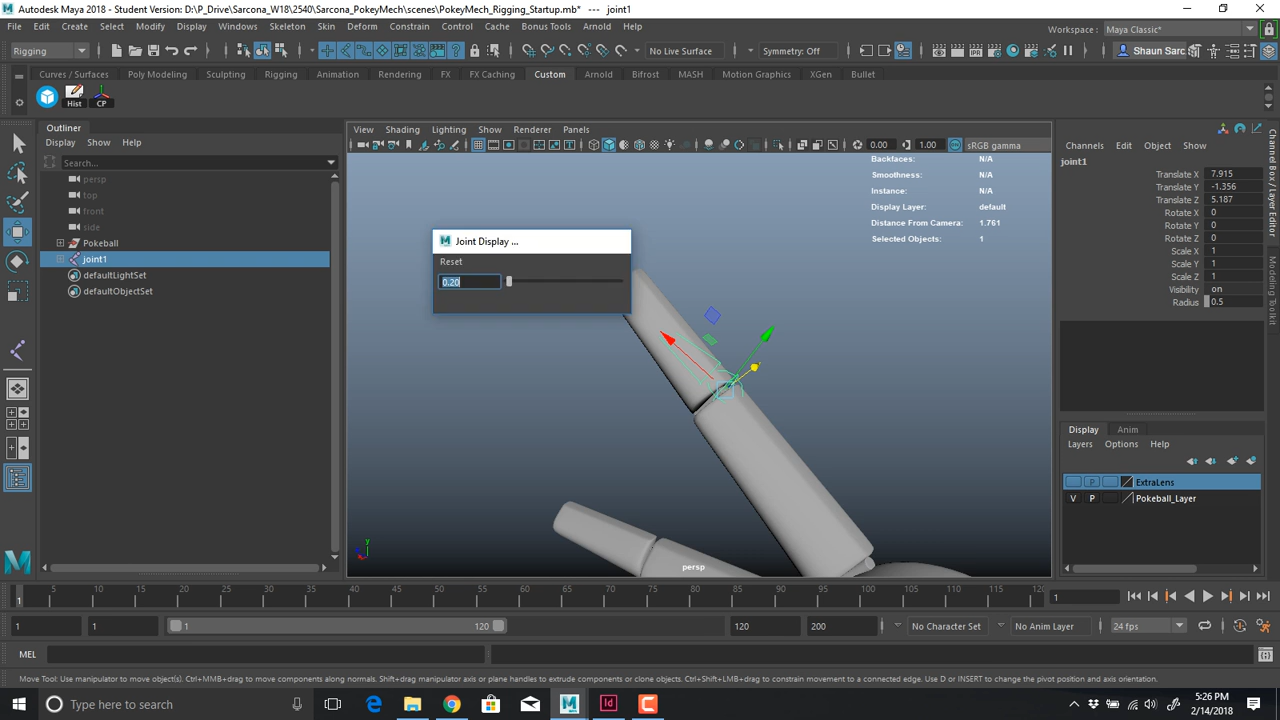 Autodesk Maya 2018 - Student Version: D:\P_Drive\Sarcona_W18\2540\Sarcona_PokeyMech\scenes\PokeyMech_Rigging_Startup.mb* --- joint1
File Edit Create Select Modify Display Windows Skeleton Skin Deform Constrain Control Cache Bonus Tools Arnold Help
Workspace: Maya Classic*
Rigging
No Live Surface
Symmetry: Off
Shaun Sarc
Curves / Surfaces Poly Modeling Sculpting Rigging Animation Rendering FX FX Caching Custom Arnold Bifrost MASH Motion Graphics XGen Bullet
Hist CP
Outliner
Display Show Help
Search...
persp
top
front
side
Pokeball
joint1
defaultLightSet
defaultObjectSet
View Shading Lighting Show Renderer Panels
0.00 1.00 sRGB gamma
Backfaces: N/A
Smoothness: N/A
Instance: N/A
Display Layer: default
Distance From Camera: 1.761
Selected Objects: 1
Joint Display ...
Reset
0.20
y
persp
Channels Edit Object Show
joint1
Translate X 7.915
Translate Y -1.356
Translate Z 5.187
Rotate X 0
Rotate Y 0
Rotate Z 0
Scale X 1
Scale Y 1
Scale Z 1
Visibility on
Radius 0.5
Channel Box / Layer Editor
Modeling Toolkit
Display Anim
Layers Options Help
P ExtraLens
V P Pokeball_Layer
1 5 10 15 20 25 30 35 40 45 50 55 60 65 70 75 80 85 90 95 100 105 110 115 120
1
1 1 1 120 120 200 No Character Set No Anim Layer 24 fps
MEL
Move Tool: Use manipulator to move object(s). Ctrl+MMB+drag to move components along normals. Shift+drag manipulator axis or plane handles to extrude components or clone objects. Ctrl+Shift+LMB+drag to constrain movement to a connected edge. Use D or INSERT to change the pivot position and axis orientation.
Type here to search
5:26 PM
2/14/2018